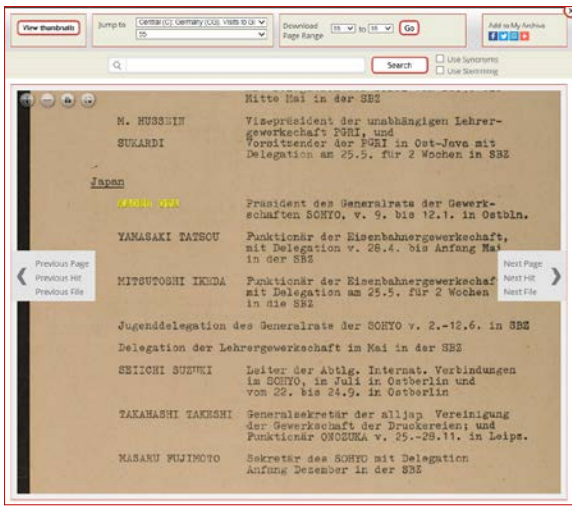 View thumbnails
Jump to
Central (C): Germany (CG), Visits to G
55
Download
Page Range
55 to 55 Go
Add to My Archive
Search
Use Synonyms
Use Stemming
Mitte Mai in der SBZ
M. HUSSEIN Vizepräsident der unabhängigen Lehrer-
gewerkschaft PGRI, und
SUKARDI Vorsitzender der PGRI in Ost-Java mit
Delegation am 25.5. für 2 Wochen in SBZ
Japan
KAORU OTA Präsident des Generalrats der Gewerk-
schaften SOHYO, v. 9. bis 12.1. in Ostbln.
YAMASAKI TATSOU Funktionär der Eisenbahnergewerkschaft,
mit Delegation v. 28.4. bis Anfang Mai
in der SBZ
MITSUTOSHI IKEDA Funktionär der Eisenbahnergewerkschaf
mit Delegation am 25.5. für 2 Wochen
in die SBZ
Jugenddelegation des Generalrats der SOHYO v. 2.-12.6. in SBZ
Delegation der Lehrergewerkschaft im Mai in der SBZ
SEIICHI SUZUKI Leiter der Abtlg. Internat. Verbindungen
im SOHYO, im Juli in Ostberlin und
vom 22. bis 24.9. in Ostberlin
TAKAHASHI TAKESHI Generalsekretär der alljap. Vereinigung
der Gewerkschaft der Druckereien; und
Funktionär ONOZUKA v. 25.-28.11. in Leipz.
MASARU FUJIMOTO Sekretär des SOHYO mit Delegation
Anfang Dezember in der SBZ
Previous Page
Previous Hit
Previous File
Next Page
Next Hit
Next File